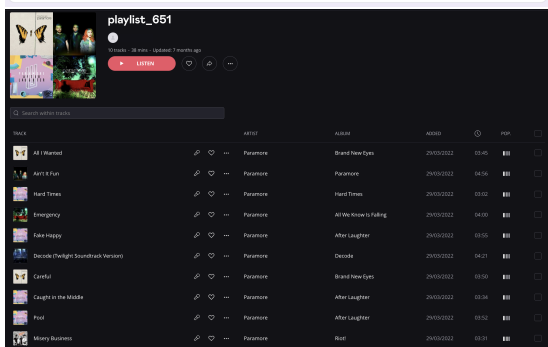 playlist_651
10 tracks · 38 mins · Updated: 7 months ago
LISTEN
Search within tracks
TRACK ARTIST ALBUM ADDED POP.
All I Wanted Paramore Brand New Eyes 29/03/2022 03:45
Ain't It Fun Paramore Paramore 29/03/2022 04:56
Hard Times Paramore Hard Times 29/03/2022 03:02
Emergency Paramore All We Know Is Falling 29/03/2022 04:00
Fake Happy Paramore After Laughter 29/03/2022 03:55
Decode (Twilight Soundtrack Version) Paramore Decode 29/03/2022 04:21
Careful Paramore Brand New Eyes 29/03/2022 03:50
Caught in the Middle Paramore After Laughter 29/03/2022 03:34
Pool Paramore After Laughter 29/03/2022 03:52
Misery Business Paramore Riot! 29/03/2022 03:31